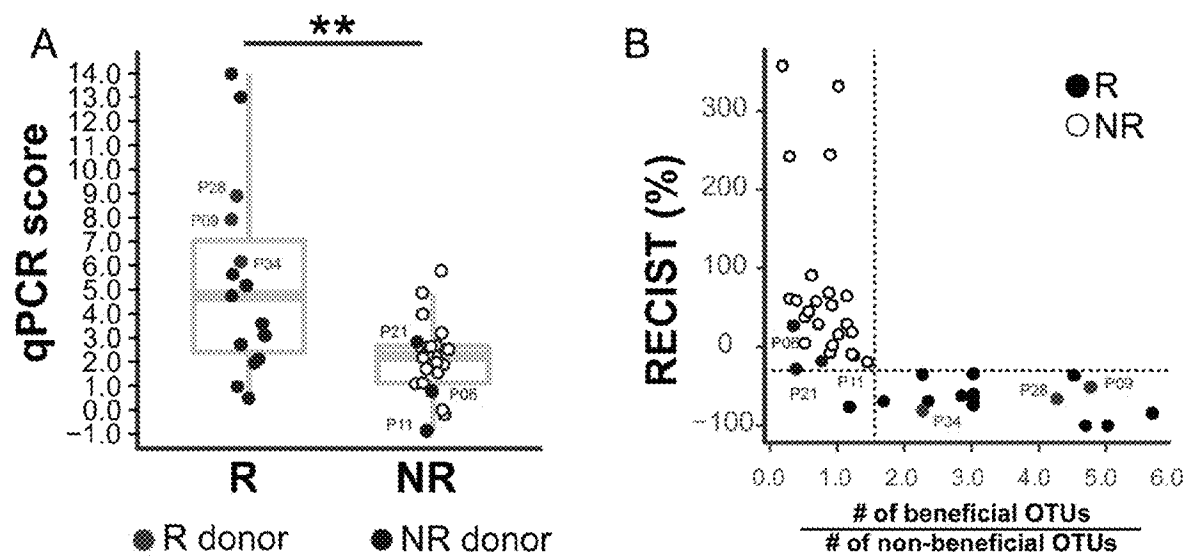 A
**
qPCR score
14.0
13.0
12.0
11.0
10.0
9.0
8.0
7.0
6.0
5.0
4.0
3.0
2.0
1.0
0.0
−1.0
P28
P09
P34
P21
P06
P11
R
NR
R donor
NR donor
B
R
NR
RECIST (%)
300
200
100
0
−100
P06
P21
P11
P28
P09
P34
0.0 1.0 2.0 3.0 4.0 5.0 6.0
# of beneficial OTUs
# of non-beneficial OTUs